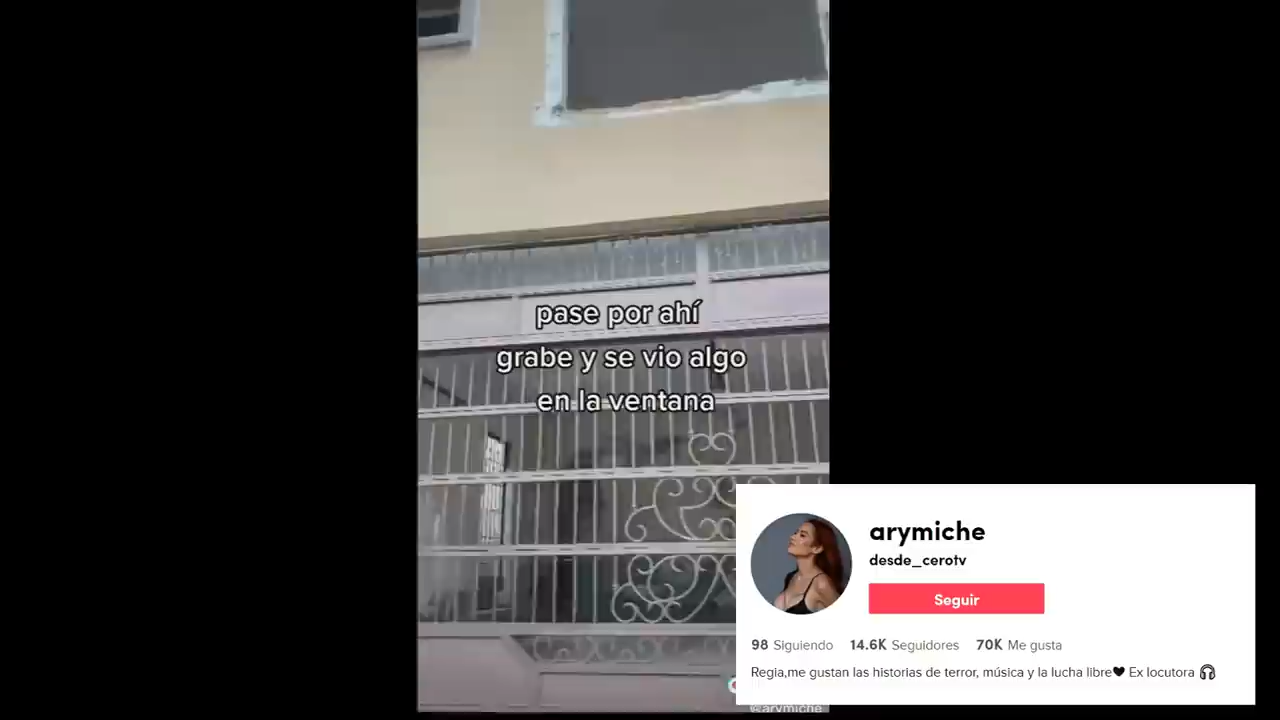 pase por ahí
grabe y se vio algo
en la ventana
arymiche
desde_cerotv
Seguir
98 Siguiendo 14.6K Seguidores 70K Me gusta
Regia,me gustan las historias de terror, música y la lucha libre🖤 Ex locutora 🎧
@arymiche